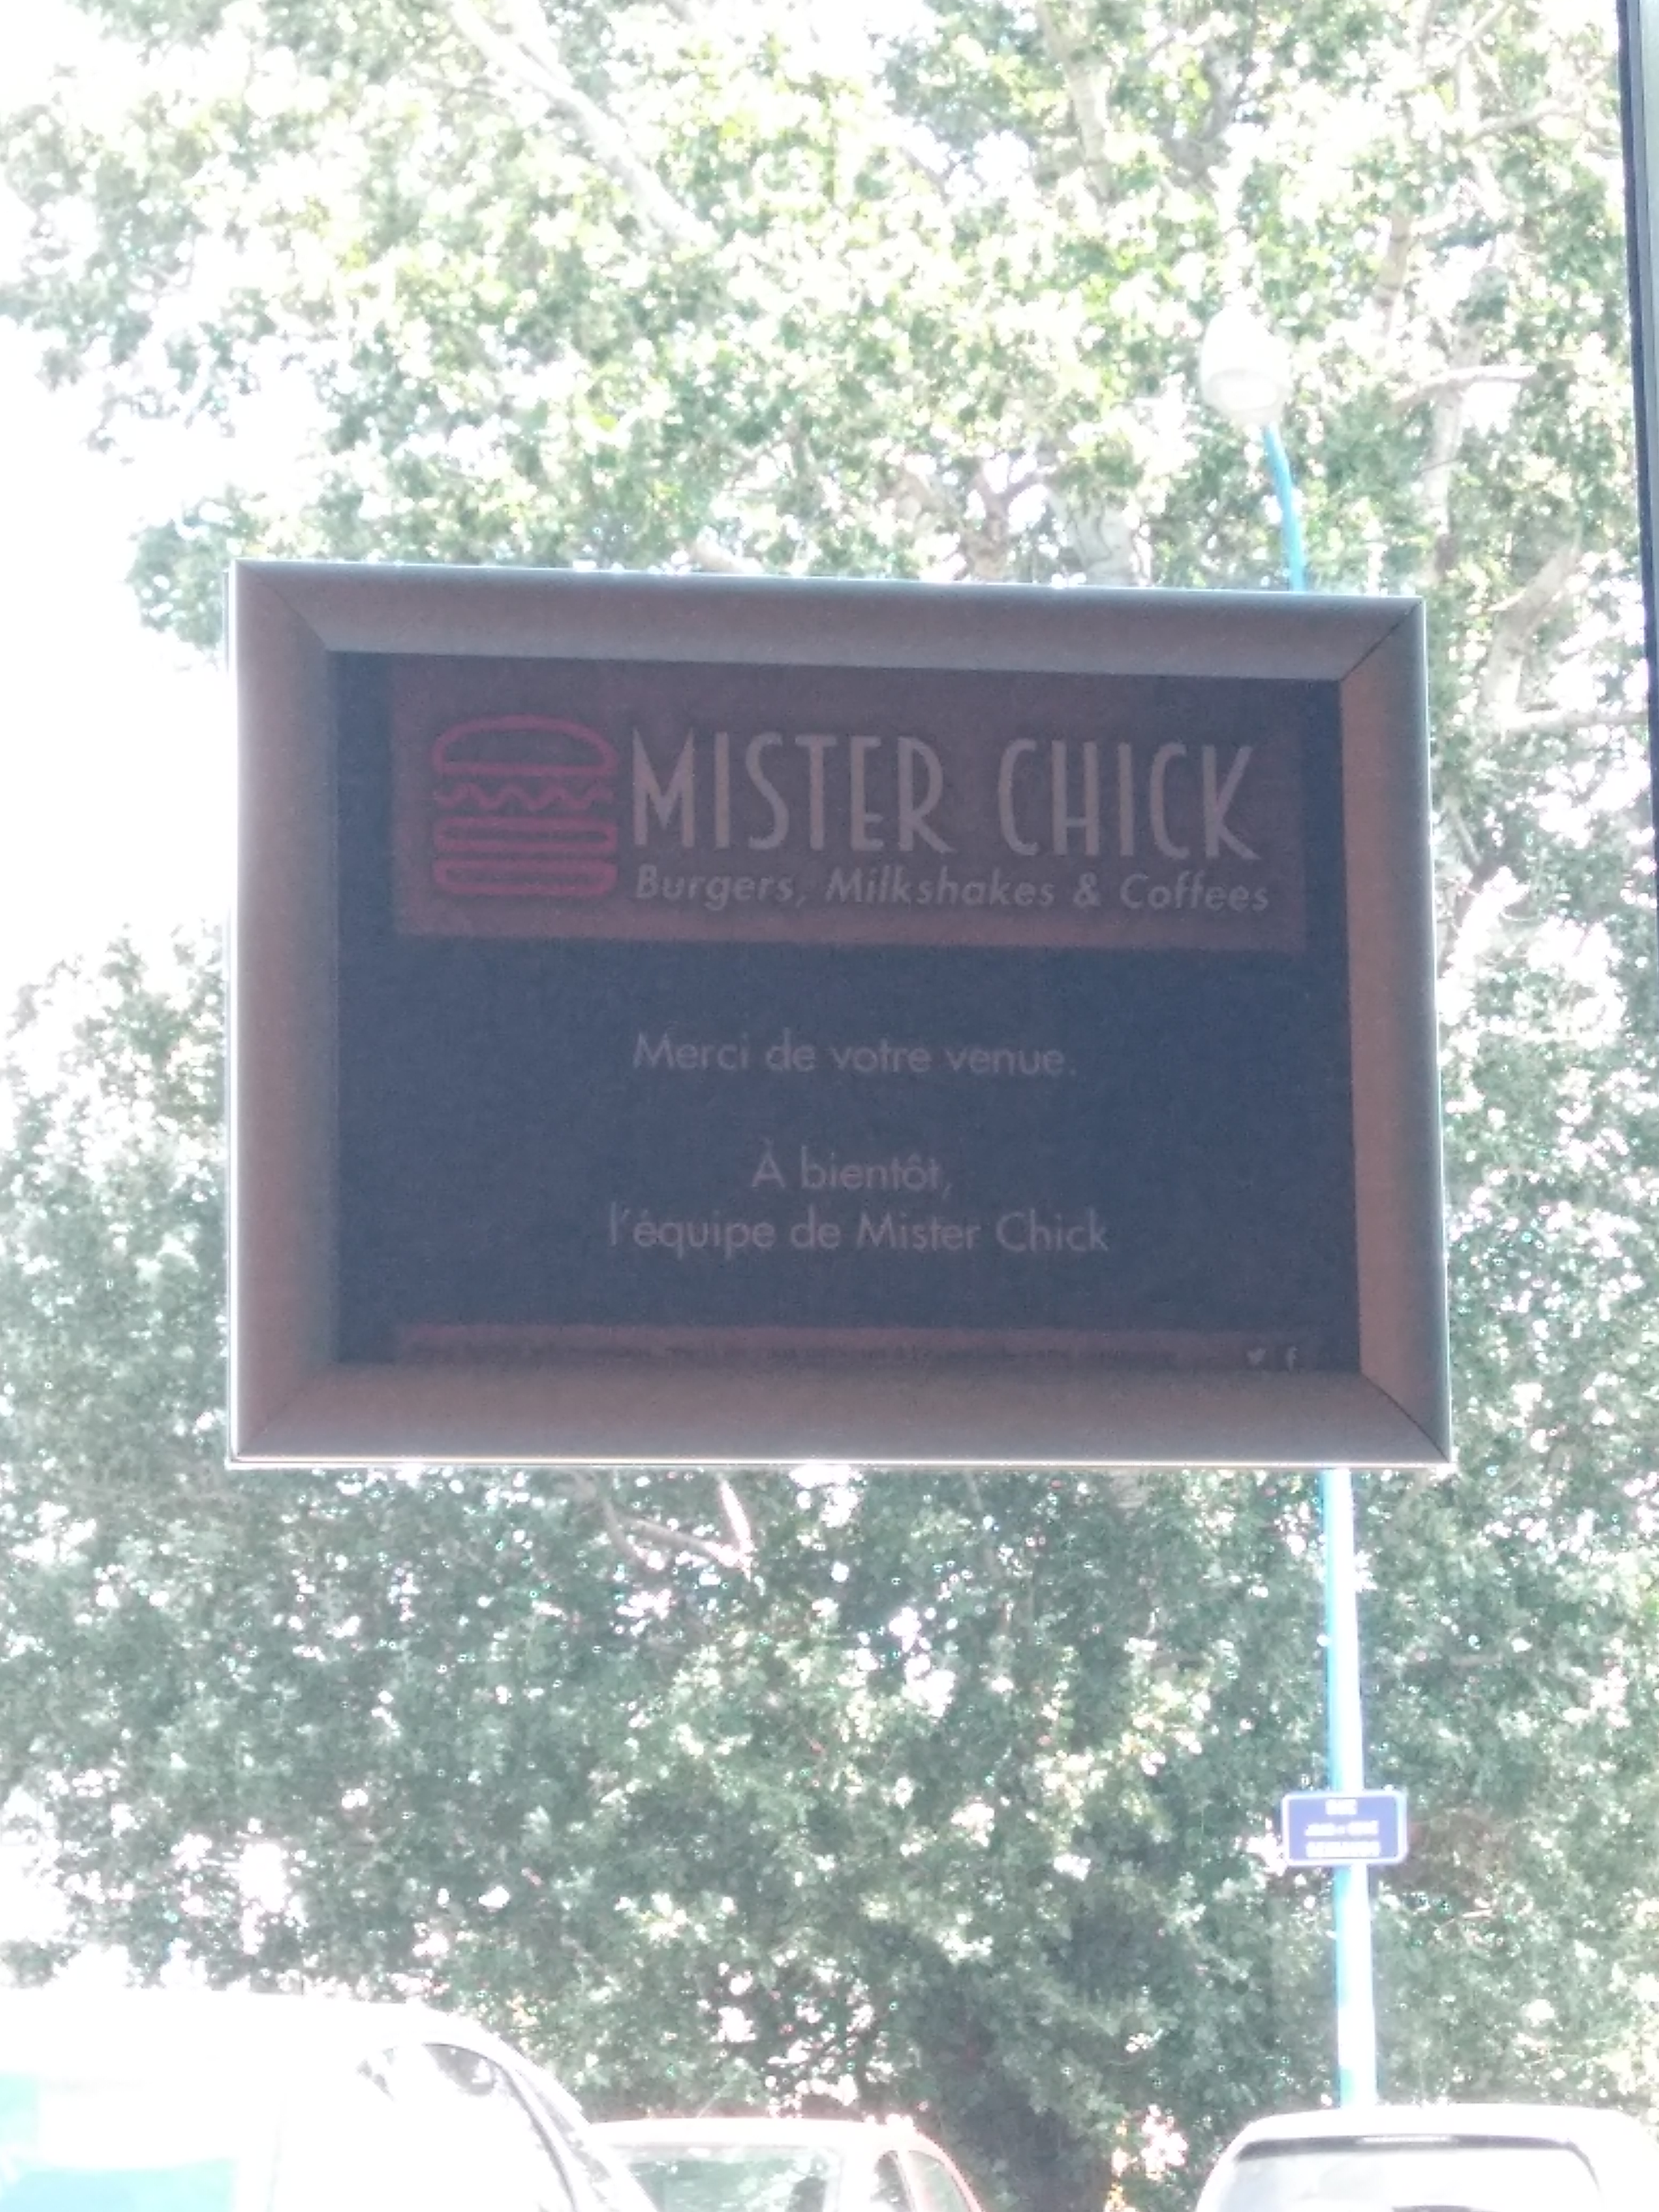 MISTER CHICK
Burgers, Milkshakes & Coffees
Merci de votre venue.
À bientôt,
l'équipe de Mister Chick